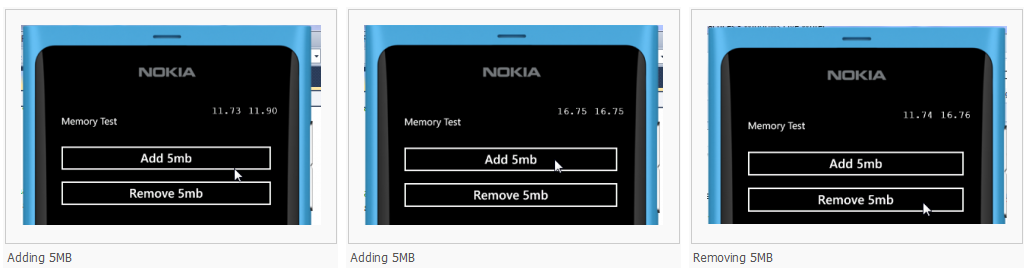 NOKIA
11.73 11.90
Memory Test
Add 5mb
Remove 5mb
Adding 5MB
NOKIA
16.75 16.75
Memory Test
Add 5mb
Remove 5mb
Adding 5MB
NOKIA
11.74 16.76
Memory Test
Add 5mb
Remove 5mb
Removing 5MB